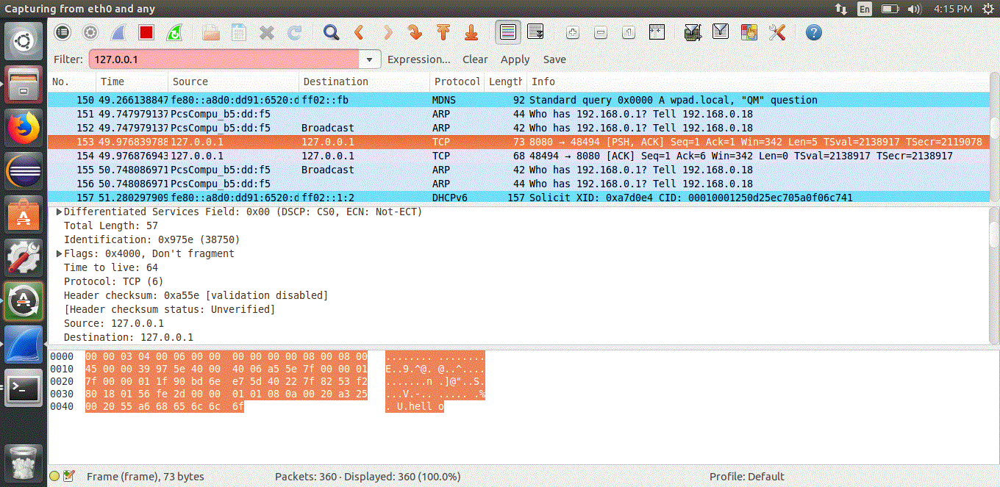 Capturing from eth0 and any En 4:15 PM
Filter: 127.0.0.1 Expression... Clear Apply Save
No. Time Source Destination Protocol Length Info
150 49.266138847 fe80::a8d0:dd91:6520:d ff02::fb MDNS 92 Standard query 0x0000 A wpad.local, "QM" question
151 49.747979137 PcsCompu_b5:dd:f5 ARP 44 Who has 192.168.0.1? Tell 192.168.0.18
152 49.747979137 PcsCompu_b5:dd:f5 Broadcast ARP 42 Who has 192.168.0.1? Tell 192.168.0.18
153 49.976839788 127.0.0.1 127.0.0.1 TCP 73 8080 → 48494 [PSH, ACK] Seq=1 Ack=1 Win=342 Len=5 TSval=2138917 TSecr=2119078
154 49.976876943 127.0.0.1 127.0.0.1 TCP 68 48494 → 8080 [ACK] Seq=1 Ack=6 Win=342 Len=0 TSval=2138917 TSecr=2138917
155 50.748086971 PcsCompu_b5:dd:f5 Broadcast ARP 42 Who has 192.168.0.1? Tell 192.168.0.18
156 50.748086971 PcsCompu_b5:dd:f5 ARP 44 Who has 192.168.0.1? Tell 192.168.0.18
157 51.280297909 fe80::a8d0:dd91:6520:d ff02::1:2 DHCPv6 157 Solicit XID: 0xa7d0e4 CID: 00010001250d25ec705a0f06c741
Differentiated Services Field: 0x00 (DSCP: CS0, ECN: Not-ECT)
Total Length: 57
Identification: 0x975e (38750)
Flags: 0x4000, Don't fragment
Time to live: 64
Protocol: TCP (6)
Header checksum: 0xa55e [validation disabled]
[Header checksum status: Unverified]
Source: 127.0.0.1
Destination: 127.0.0.1
0000 00 00 03 04 00 06 00 00 00 00 00 00 08 00 08 00 ........ ........
0010 45 00 00 39 97 5e 40 00 40 06 a5 5e 7f 00 00 01 E..9.^@. @..^....
0020 7f 00 00 01 1f 90 bd 6e e7 5d 40 22 7f 82 53 f2 .......n .]@"..S.
0030 80 18 01 56 fe 2d 00 00 01 01 08 0a 00 20 a3 25 ...V.-.. ..... .%
0040 00 20 55 a6 68 65 6c 6c 6f . U.hell o
Frame (frame), 73 bytes Packets: 360 · Displayed: 360 (100.0%) Profile: Default